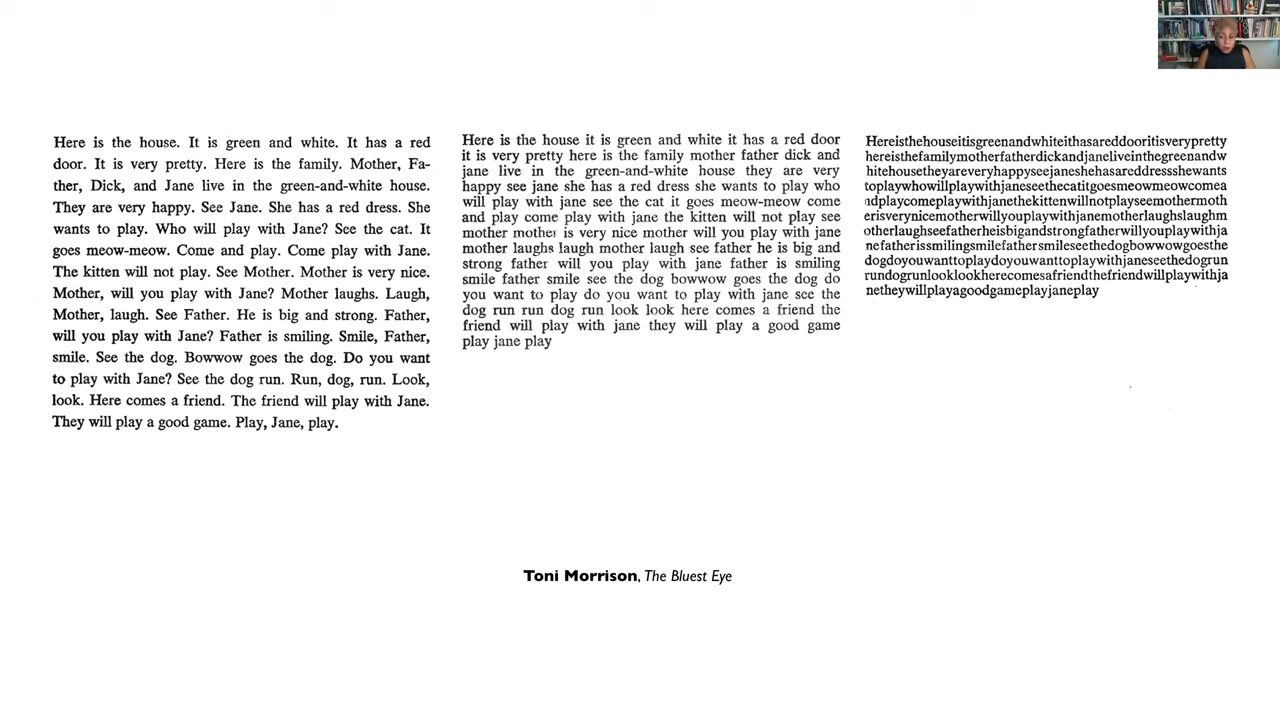 Here is the house. It is green and white. It has a red
door. It is very pretty. Here is the family. Mother, Fa-
ther, Dick, and Jane live in the green-and-white house.
They are very happy. See Jane. She has a red dress. She
wants to play. Who will play with Jane? See the cat. It
goes meow-meow. Come and play. Come play with Jane.
The kitten will not play. See Mother. Mother is very nice.
Mother, will you play with Jane? Mother laughs. Laugh,
Mother, laugh. See Father. He is big and strong. Father,
will you play with Jane? Father is smiling. Smile, Father,
smile. See the dog. Bowwow goes the dog. Do you want
to play with Jane? See the dog run. Run, dog, run. Look,
look. Here comes a friend. The friend will play with Jane.
They will play a good game. Play, Jane, play.
Here is the house it is green and white it has a red door
it is very pretty here is the family mother father dick and
jane live in the green-and-white house they are very
happy see jane she has a red dress she wants to play who
will play with jane see the cat it goes meow-meow come
and play come play with jane the kitten will not play see
mother mother is very nice mother will you play with jane
mother laughs laugh mother laugh see father he is big and
strong father will you play with jane father is smiling
smile father smile see the dog bowwow goes the dog do
you want to play do you want to play with jane see the
dog run run dog run look look here comes a friend the
friend will play with jane they will play a good game
play jane play
Hereisthehouseitisgreenandwhiteithasareddooritisverypretty
hereisthefamilymotherfatherdickandjaneliveinthegreenandw
hitehousetheyareveryhappyseejaneshehasareddressshewants
toplaywhowillplaywithjaneseethecatitgoesmeowmeowcomea
ndplaycomeplaywithjanethekittenwillnotplayseemothermoth
erisverynicemotherwillyouplaywithjanemotherlaughslaughm
otherlaughseefatherheisbigandstrongfatherwillyouplaywithja
nefatherissmilingsmilefathersmileseethedogbowwowgoesthe
dogdoyouwanttoplaydoyouwanttoplaywithjaneseethedogrun
rundogrunlooklookherecomesafriendthefriendwillplaywithja
netheywillplayagoodgameplayjaneplay
Toni Morrison, The Bluest Eye